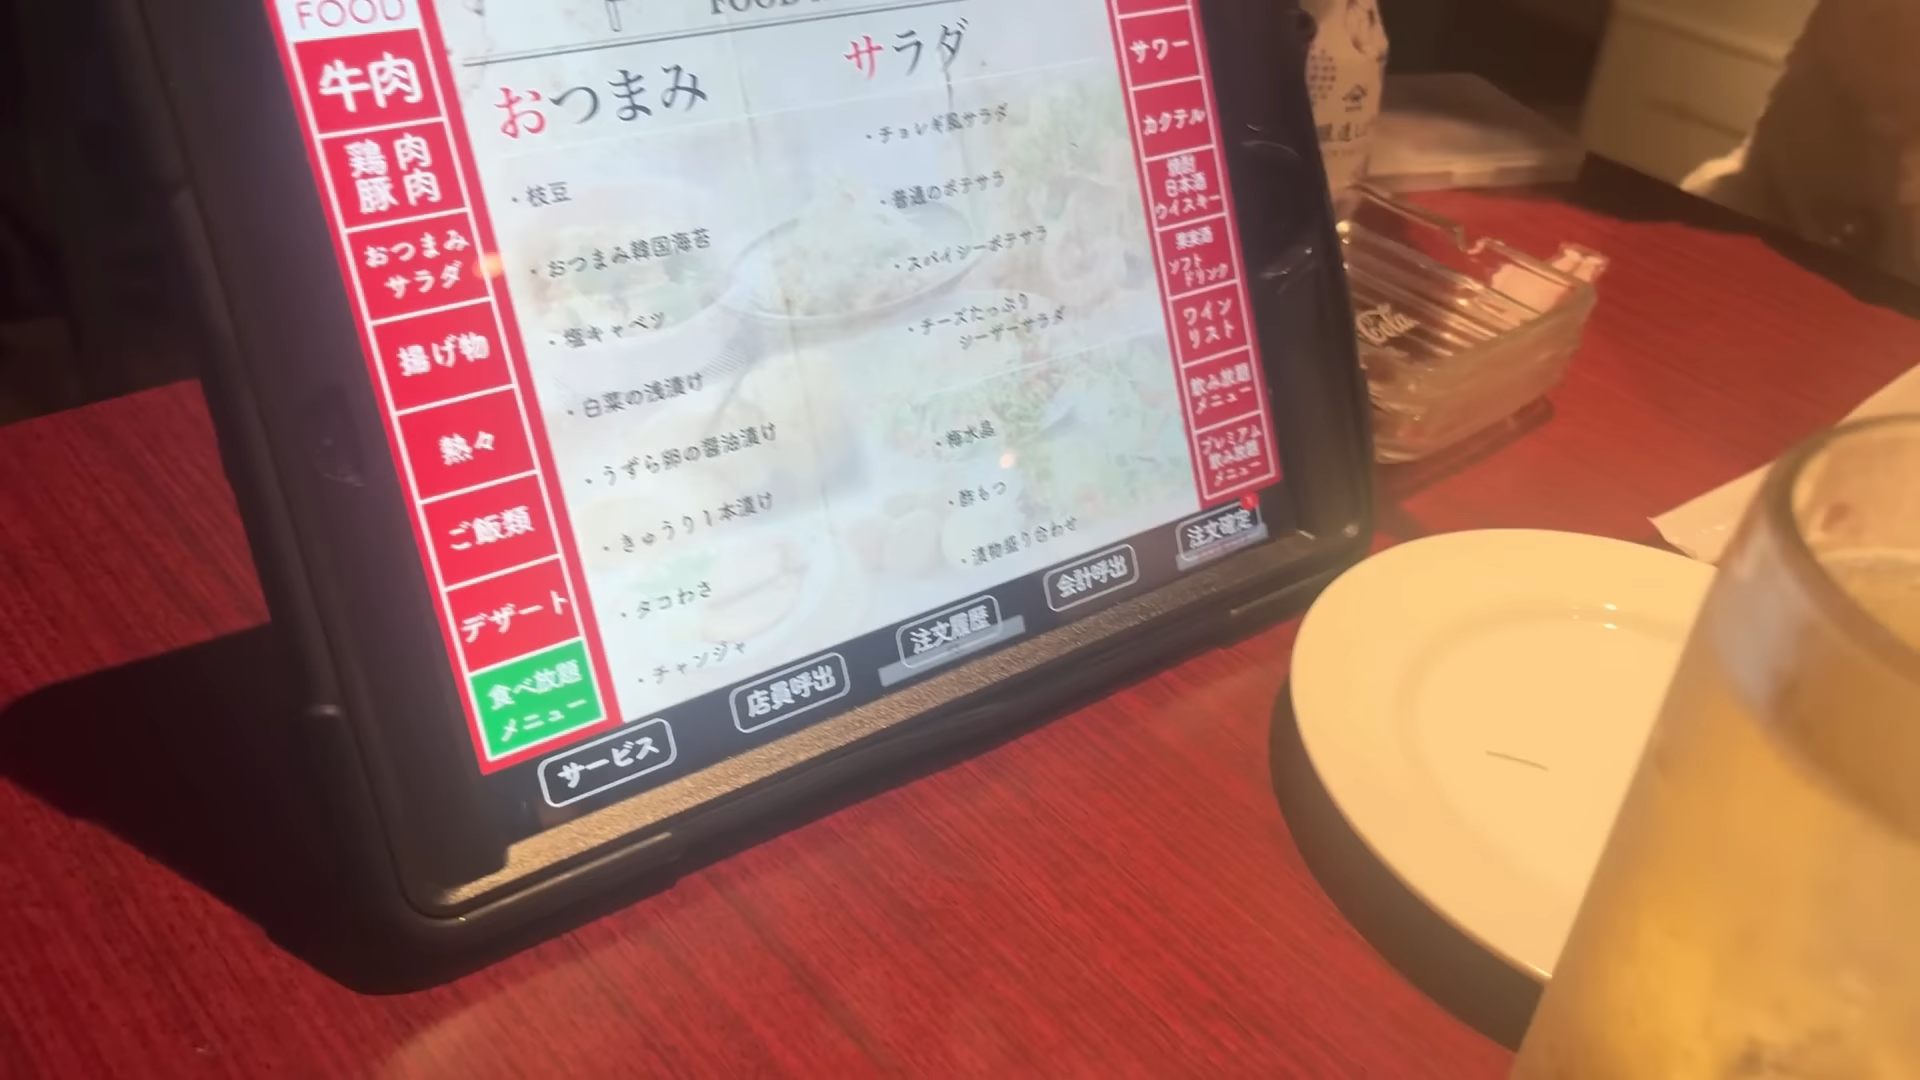 FOOD
牛肉
鶏肉
豚肉
おつまみ
サラダ
揚げ物
熱々
ご飯類
デザート
食べ放題
メニュー
おつまみ
・枝豆
・おつまみ韓国海苔
・塩キャベツ
・白菜の浅漬け
・うずら卵の醤油漬け
・きゅうり1本漬け
・タコわさ
・チャンジャ
サラダ
・チョレギ風サラダ
・普通のポテサラ
・スパイシーポテサラ
・チーズたっぷり
シーザーサラダ
・梅水晶
・酢もつ
・漬物盛り合わせ
サワー
カクテル
焼酎
日本酒
ウイスキー
果実酒
ソフト
ドリンク
ワイン
リスト
飲み放題
メニュー
プレミアム
飲み放題
メニュー
サービス
店員呼出
注文履歴
会計呼出
注文確定
Cola